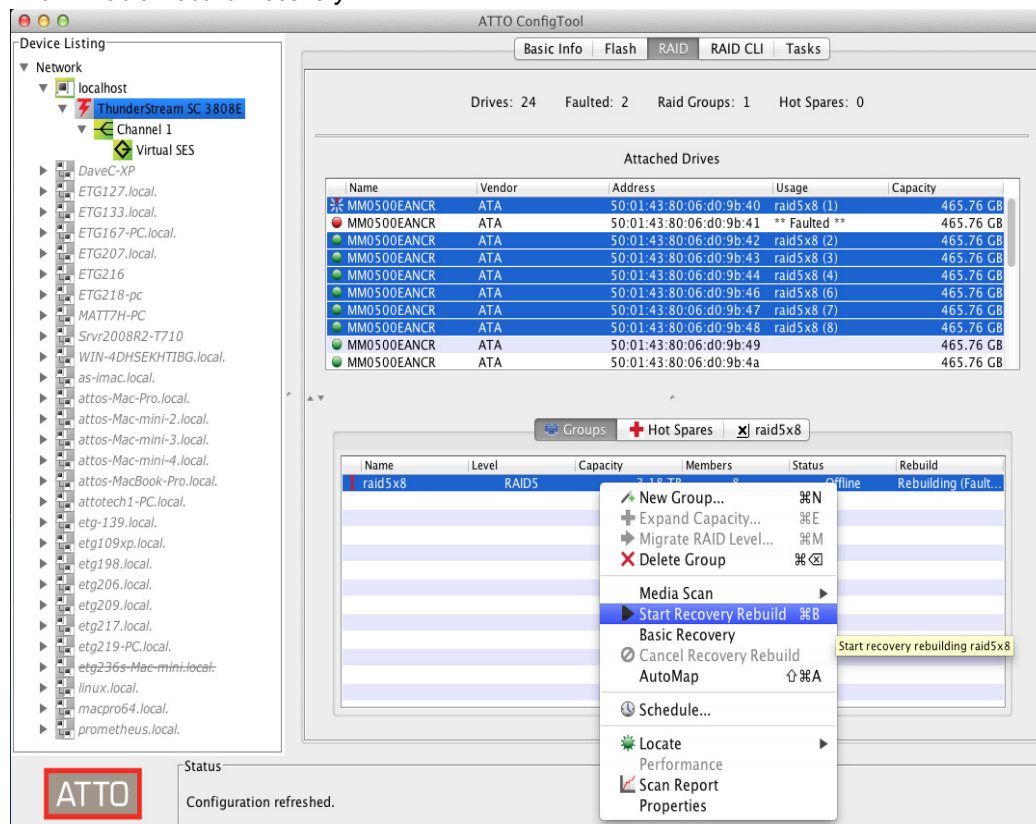 ATTO ConfigTool
Device Listing
Network
localhost
ThunderStream SC 3808E
Channel 1
Virtual SES
DaveC-XP
ETG127.local.
ETG133.local.
ETG167-PC.local.
ETG207.local.
ETG216
ETG218-pc
MATT7H-PC
Srvr2008R2-T710
WIN-4DHSEKHTIBG.local.
as-imac.local.
attos-Mac-Pro.local.
attos-Mac-mini-2.local.
attos-Mac-mini-3.local.
attos-Mac-mini-4.local.
attos-MacBook-Pro.local.
attotech1-PC.local.
etg-139.local.
etg109xp.local.
etg198.local.
etg206.local.
etg209.local.
etg217.local.
etg219-PC.local.
etg236s-Mac-mini.local.
linux.local.
macpro64.local.
prometheus.local.
Basic Info Flash RAID RAID CLI Tasks
Drives: 24 Faulted: 2 Raid Groups: 1 Hot Spares: 0
Attached Drives
Name Vendor Address Usage Capacity
MM0500EANCR ATA 50:01:43:80:06:d0:9b:40 raid5x8 (1) 465.76 GB
MM0500EANCR ATA 50:01:43:80:06:d0:9b:41 ** Faulted ** 465.76 GB
MM0500EANCR ATA 50:01:43:80:06:d0:9b:42 raid5x8 (2) 465.76 GB
MM0500EANCR ATA 50:01:43:80:06:d0:9b:43 raid5x8 (3) 465.76 GB
MM0500EANCR ATA 50:01:43:80:06:d0:9b:44 raid5x8 (4) 465.76 GB
MM0500EANCR ATA 50:01:43:80:06:d0:9b:46 raid5x8 (6) 465.76 GB
MM0500EANCR ATA 50:01:43:80:06:d0:9b:47 raid5x8 (7) 465.76 GB
MM0500EANCR ATA 50:01:43:80:06:d0:9b:48 raid5x8 (8) 465.76 GB
MM0500EANCR ATA 50:01:43:80:06:d0:9b:49 465.76 GB
MM0500EANCR ATA 50:01:43:80:06:d0:9b:4a 465.76 GB
Groups Hot Spares raid5x8
Name Level Capacity Members Status Rebuild
raid5x8 RAID5 3.18 TB 8 Offline Rebuilding (Fault...
New Group... ⌘N
Expand Capacity... ⌘E
Migrate RAID Level... ⌘M
Delete Group ⌘⌫
Media Scan
Start Recovery Rebuild ⌘B
Basic Recovery
Start recovery rebuilding raid5x8
Cancel Recovery Rebuild
AutoMap ⇧⌘A
Schedule...
Locate
Performance
Scan Report
Properties
ATTO
Status
Configuration refreshed.